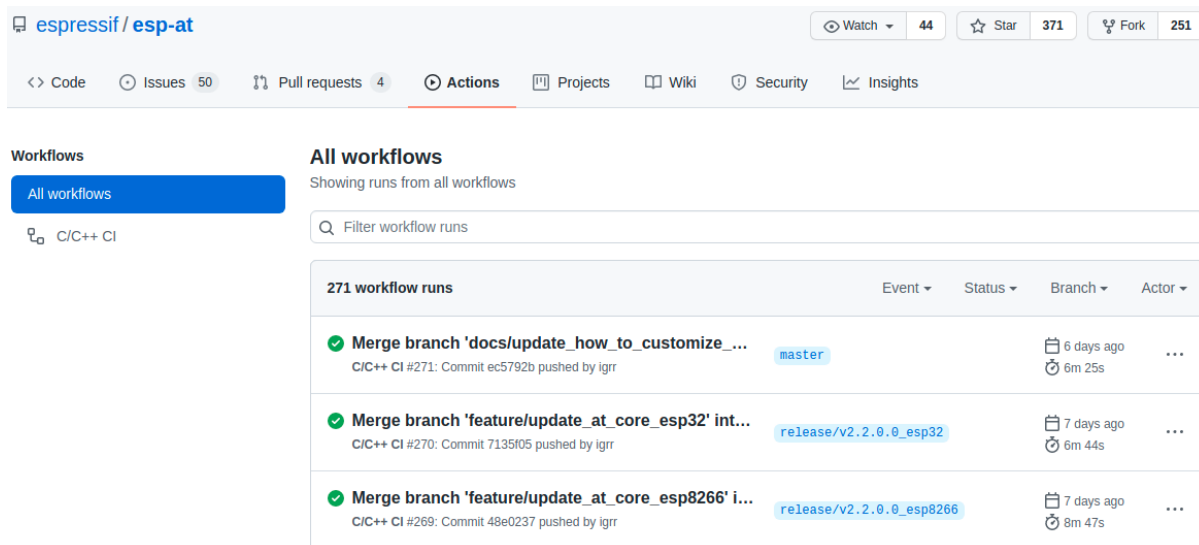 espressif / esp-at
Watch 44 Star 371 Fork 251
Code Issues 50 Pull requests 4 Actions Projects Wiki Security Insights
Workflows
All workflows
C/C++ CI
All workflows
Showing runs from all workflows
Filter workflow runs
271 workflow runs Event Status Branch Actor
Merge branch 'docs/update_how_to_customize_...
C/C++ CI #271: Commit ec5792b pushed by igrr
master
6 days ago
6m 25s
Merge branch 'feature/update_at_core_esp32' int...
C/C++ CI #270: Commit 7135f05 pushed by igrr
release/v2.2.0.0_esp32
7 days ago
6m 44s
Merge branch 'feature/update_at_core_esp8266' i...
C/C++ CI #269: Commit 48e0237 pushed by igrr
release/v2.2.0.0_esp8266
7 days ago
8m 47s